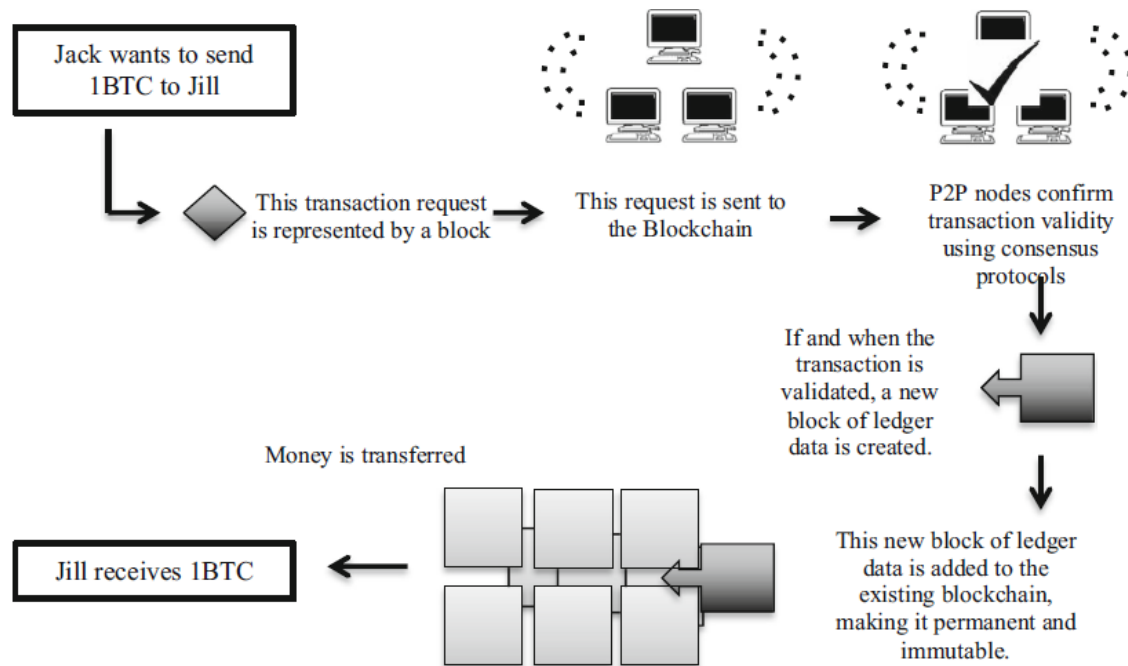 Jack wants to send
1BTC to Jill
This transaction request
is represented by a block
This request is sent to
the Blockchain
P2P nodes confirm
transaction validity
using consensus
protocols
If and when the
transaction is
validated, a new
block of ledger
data is created.
This new block of ledger
data is added to the
existing blockchain,
making it permanent and
immutable.
Money is transferred
Jill receives 1BTC